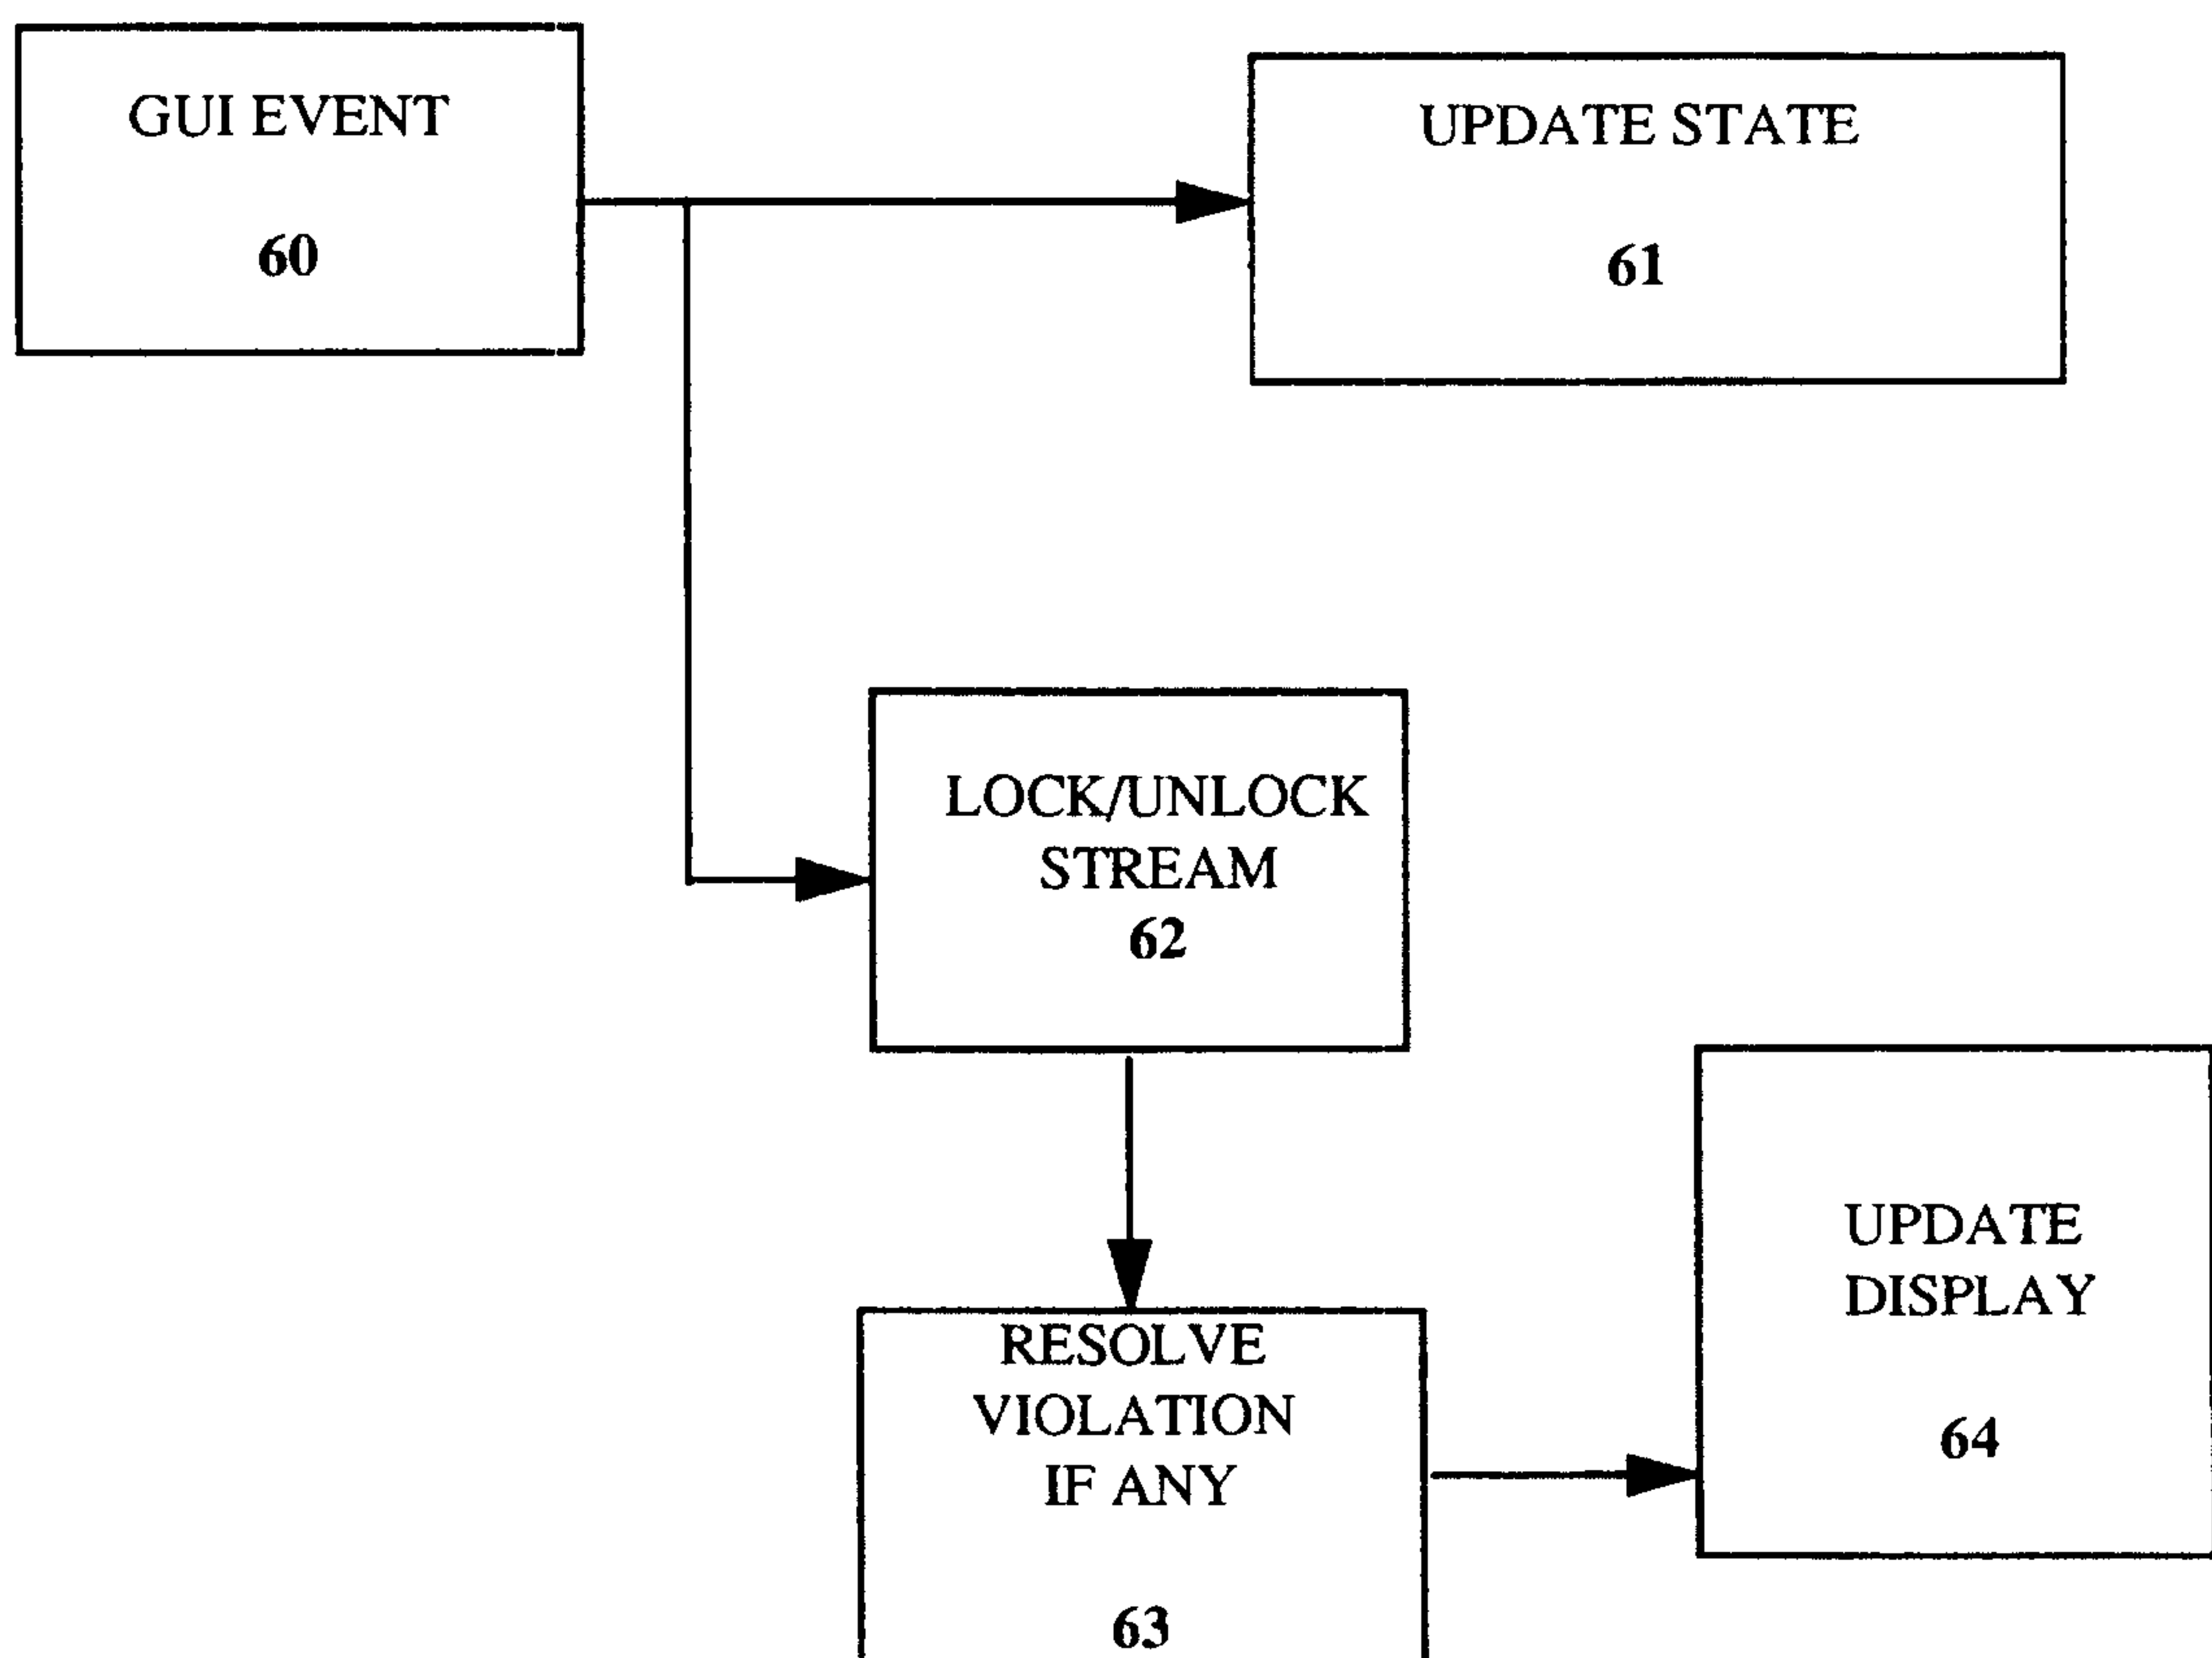 GUI EVENT
60
UPDATE STATE
61
LOCK/UNLOCK
STREAM
62
RESOLVE
VIOLATION
IF ANY
63
UPDATE
DISPLAY
64